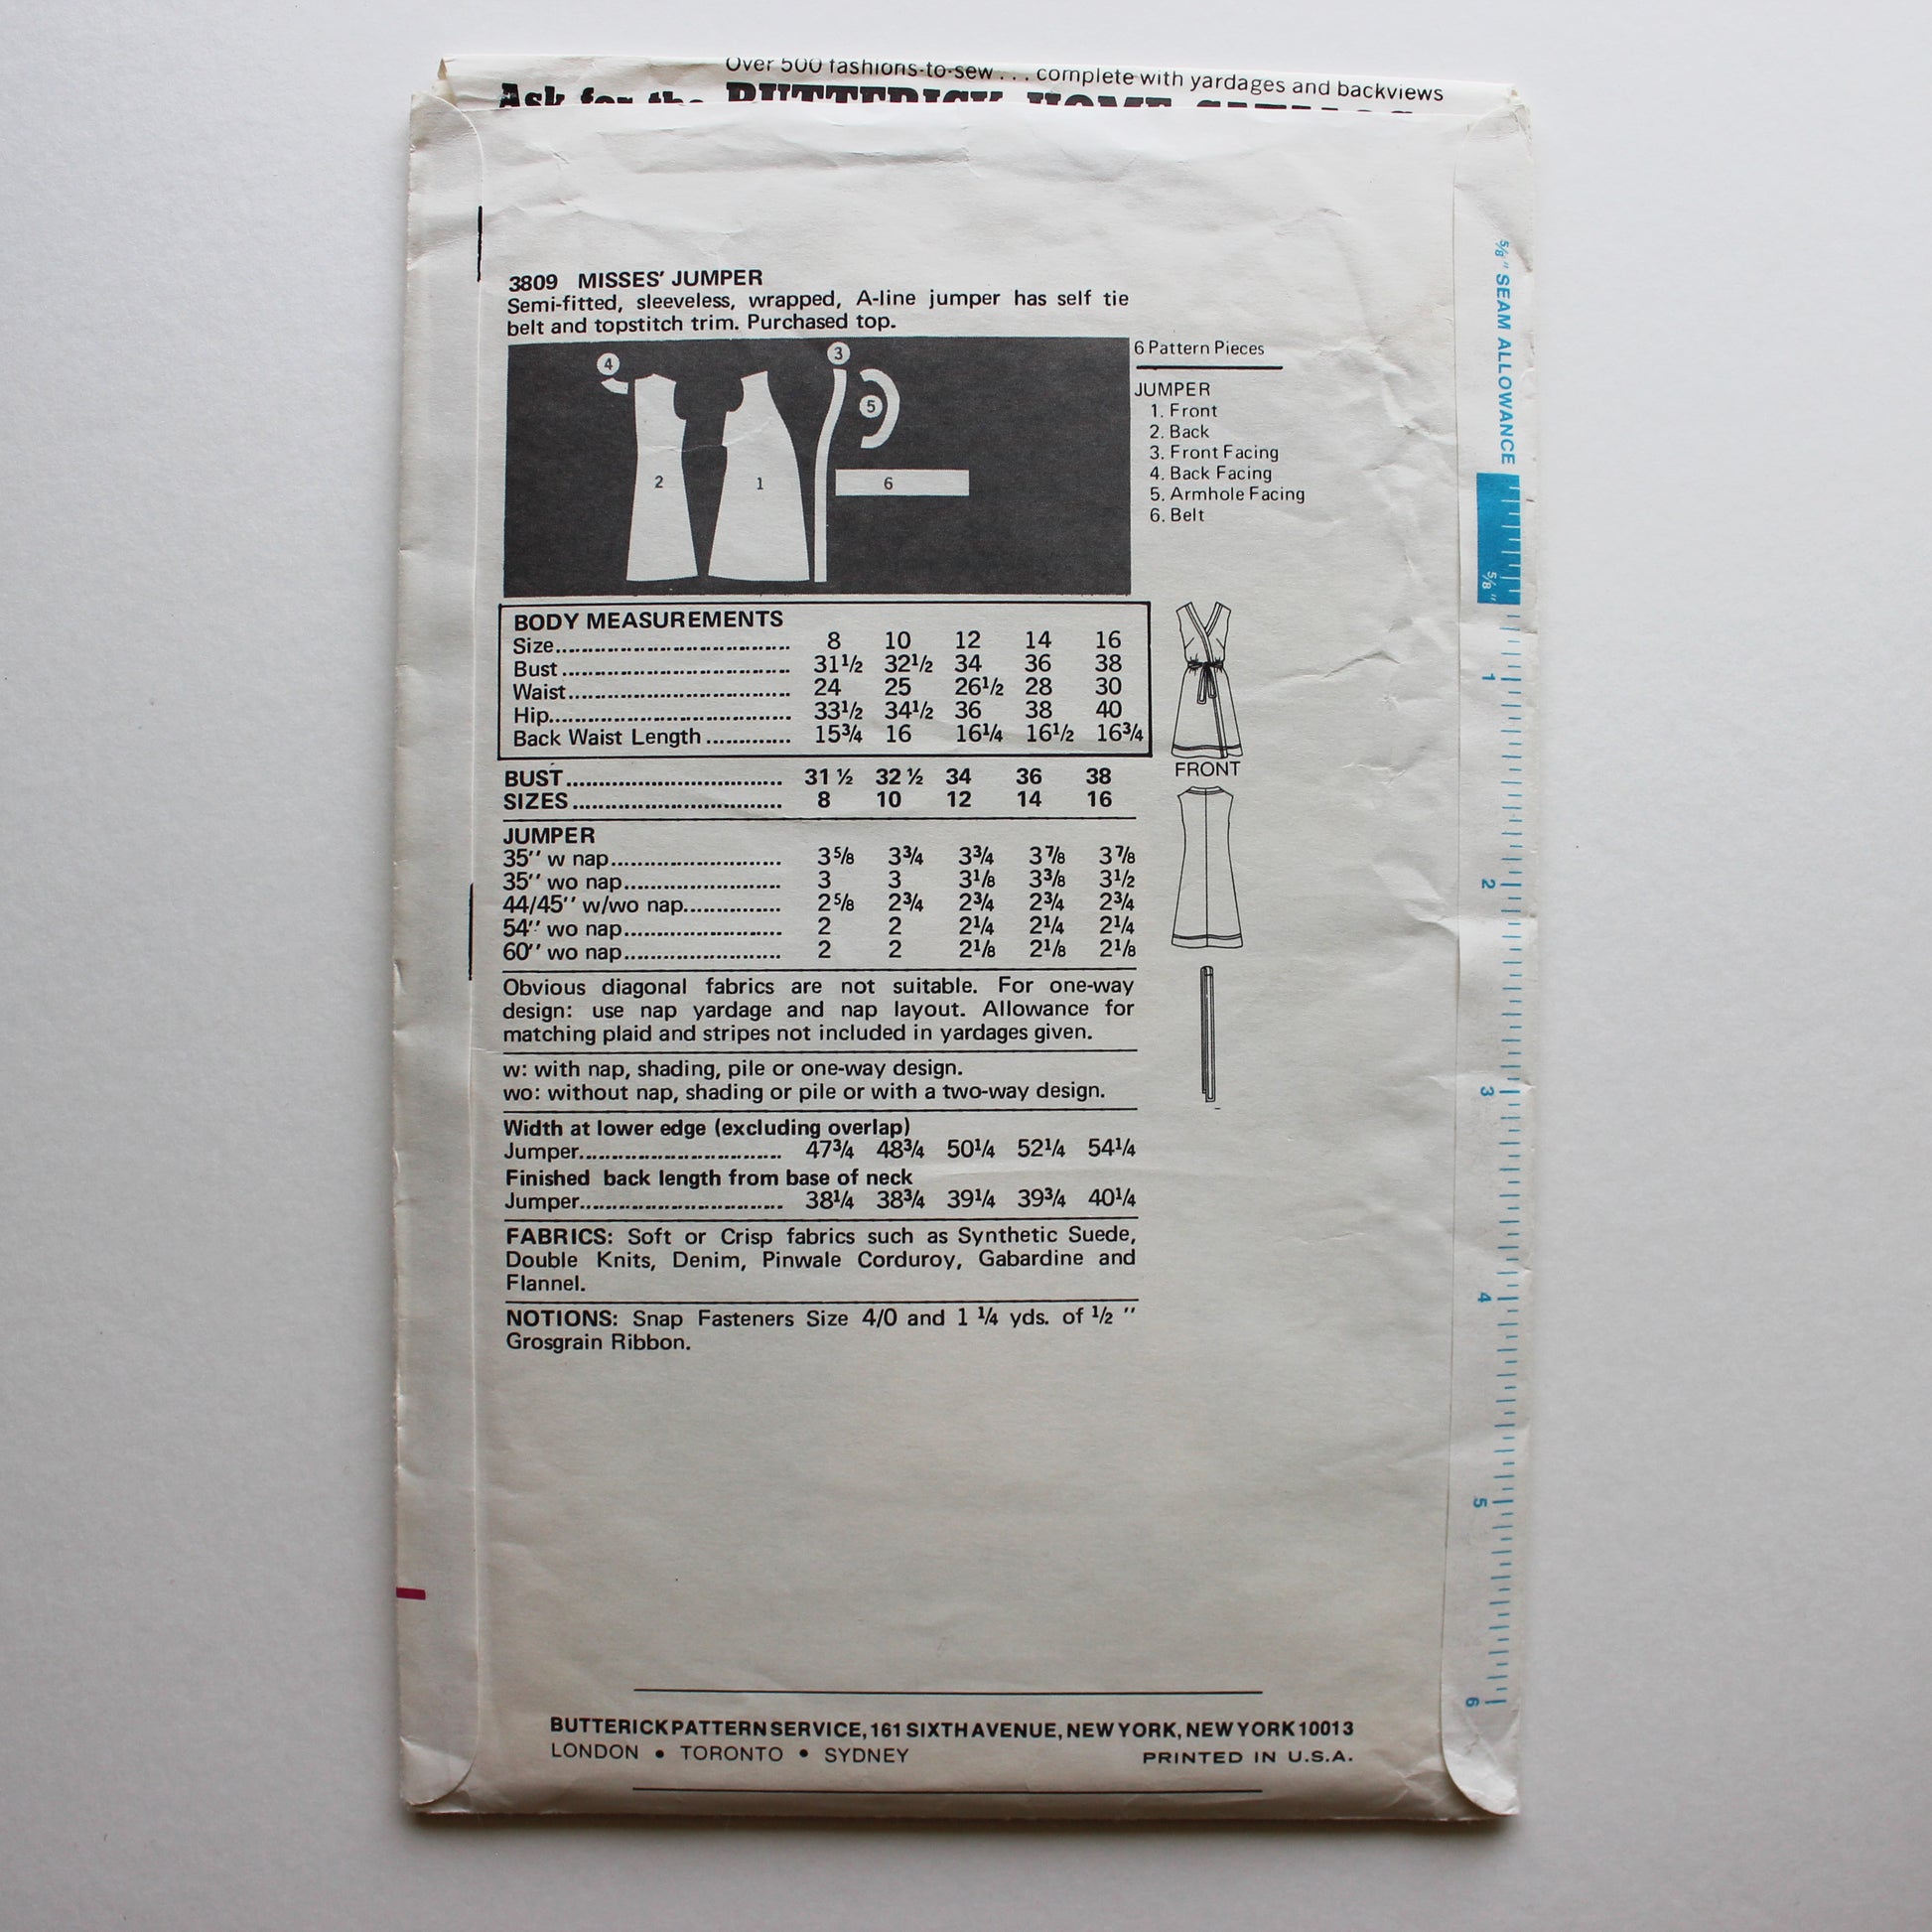 Over 500 fashions-to-sew... complete with yardages and backviews
Ask for the BUTTERICK HOME CATALOG
3809 MISSES' JUMPER
Semi-fitted, sleeveless, wrapped, A-line jumper has self tie
belt and topstitch trim. Purchased top.
4
3
5
2
1
6
6 Pattern Pieces
JUMPER
1. Front
2. Back
3. Front Facing
4. Back Facing
5. Armhole Facing
6. Belt
BODY MEASUREMENTS
Size 8 10 12 14 16
Bust 31½ 32½ 34 36 38
Waist 24 25 26½ 28 30
Hip 33½ 34½ 36 38 40
Back Waist Length 15¾ 16 16¼ 16½ 16¾
BUST 31 ½ 32 ½ 34 36 38
SIZES 8 10 12 14 16
JUMPER
35'' w nap 3⅝ 3¾ 3¾ 3⅞ 3⅞
35'' wo nap 3 3 3⅛ 3⅜ 3½
44/45'' w/wo nap 2⅝ 2¾ 2¾ 2¾ 2¾
54'' wo nap 2 2 2¼ 2¼ 2¼
60'' wo nap 2 2 2⅛ 2⅛ 2⅛
Obvious diagonal fabrics are not suitable. For one-way
design: use nap yardage and nap layout. Allowance for
matching plaid and stripes not included in yardages given.
w: with nap, shading, pile or one-way design.
wo: without nap, shading or pile or with a two-way design.
Width at lower edge (excluding overlap)
Jumper 47¾ 48¾ 50¼ 52¼ 54¼
Finished back length from base of neck
Jumper 38¼ 38¾ 39¼ 39¾ 40¼
FABRICS: Soft or Crisp fabrics such as Synthetic Suede,
Double Knits, Denim, Pinwale Corduroy, Gabardine and
Flannel.
NOTIONS: Snap Fasteners Size 4/0 and 1 ¼ yds. of ½ ''
Grosgrain Ribbon.
FRONT
⅝'' SEAM ALLOWANCE
⅝''
1
2
3
4
5
6
BUTTERICK PATTERN SERVICE, 161 SIXTH AVENUE, NEW YORK, NEW YORK 10013
LONDON • TORONTO • SYDNEY PRINTED IN U.S.A.